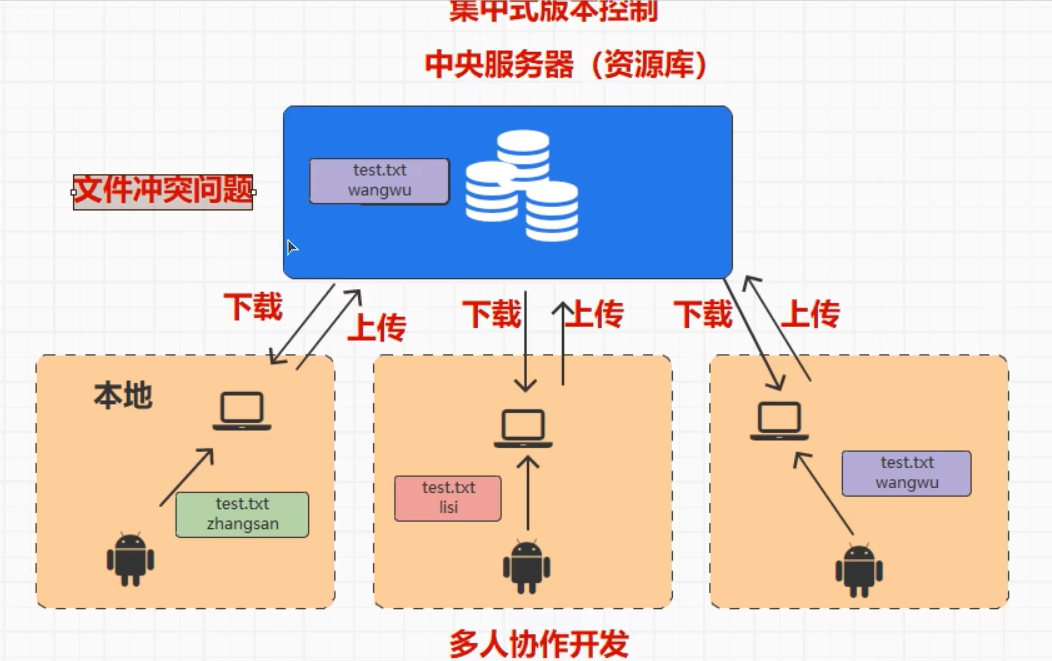 集中式版本控制
中央服务器（资源库）
test.txt
wangwu
文件冲突问题
下载
上传
下载
上传
下载
上传
本地
test.txt
zhangsan
test.txt
lisi
test.txt
wangwu
多人协作开发